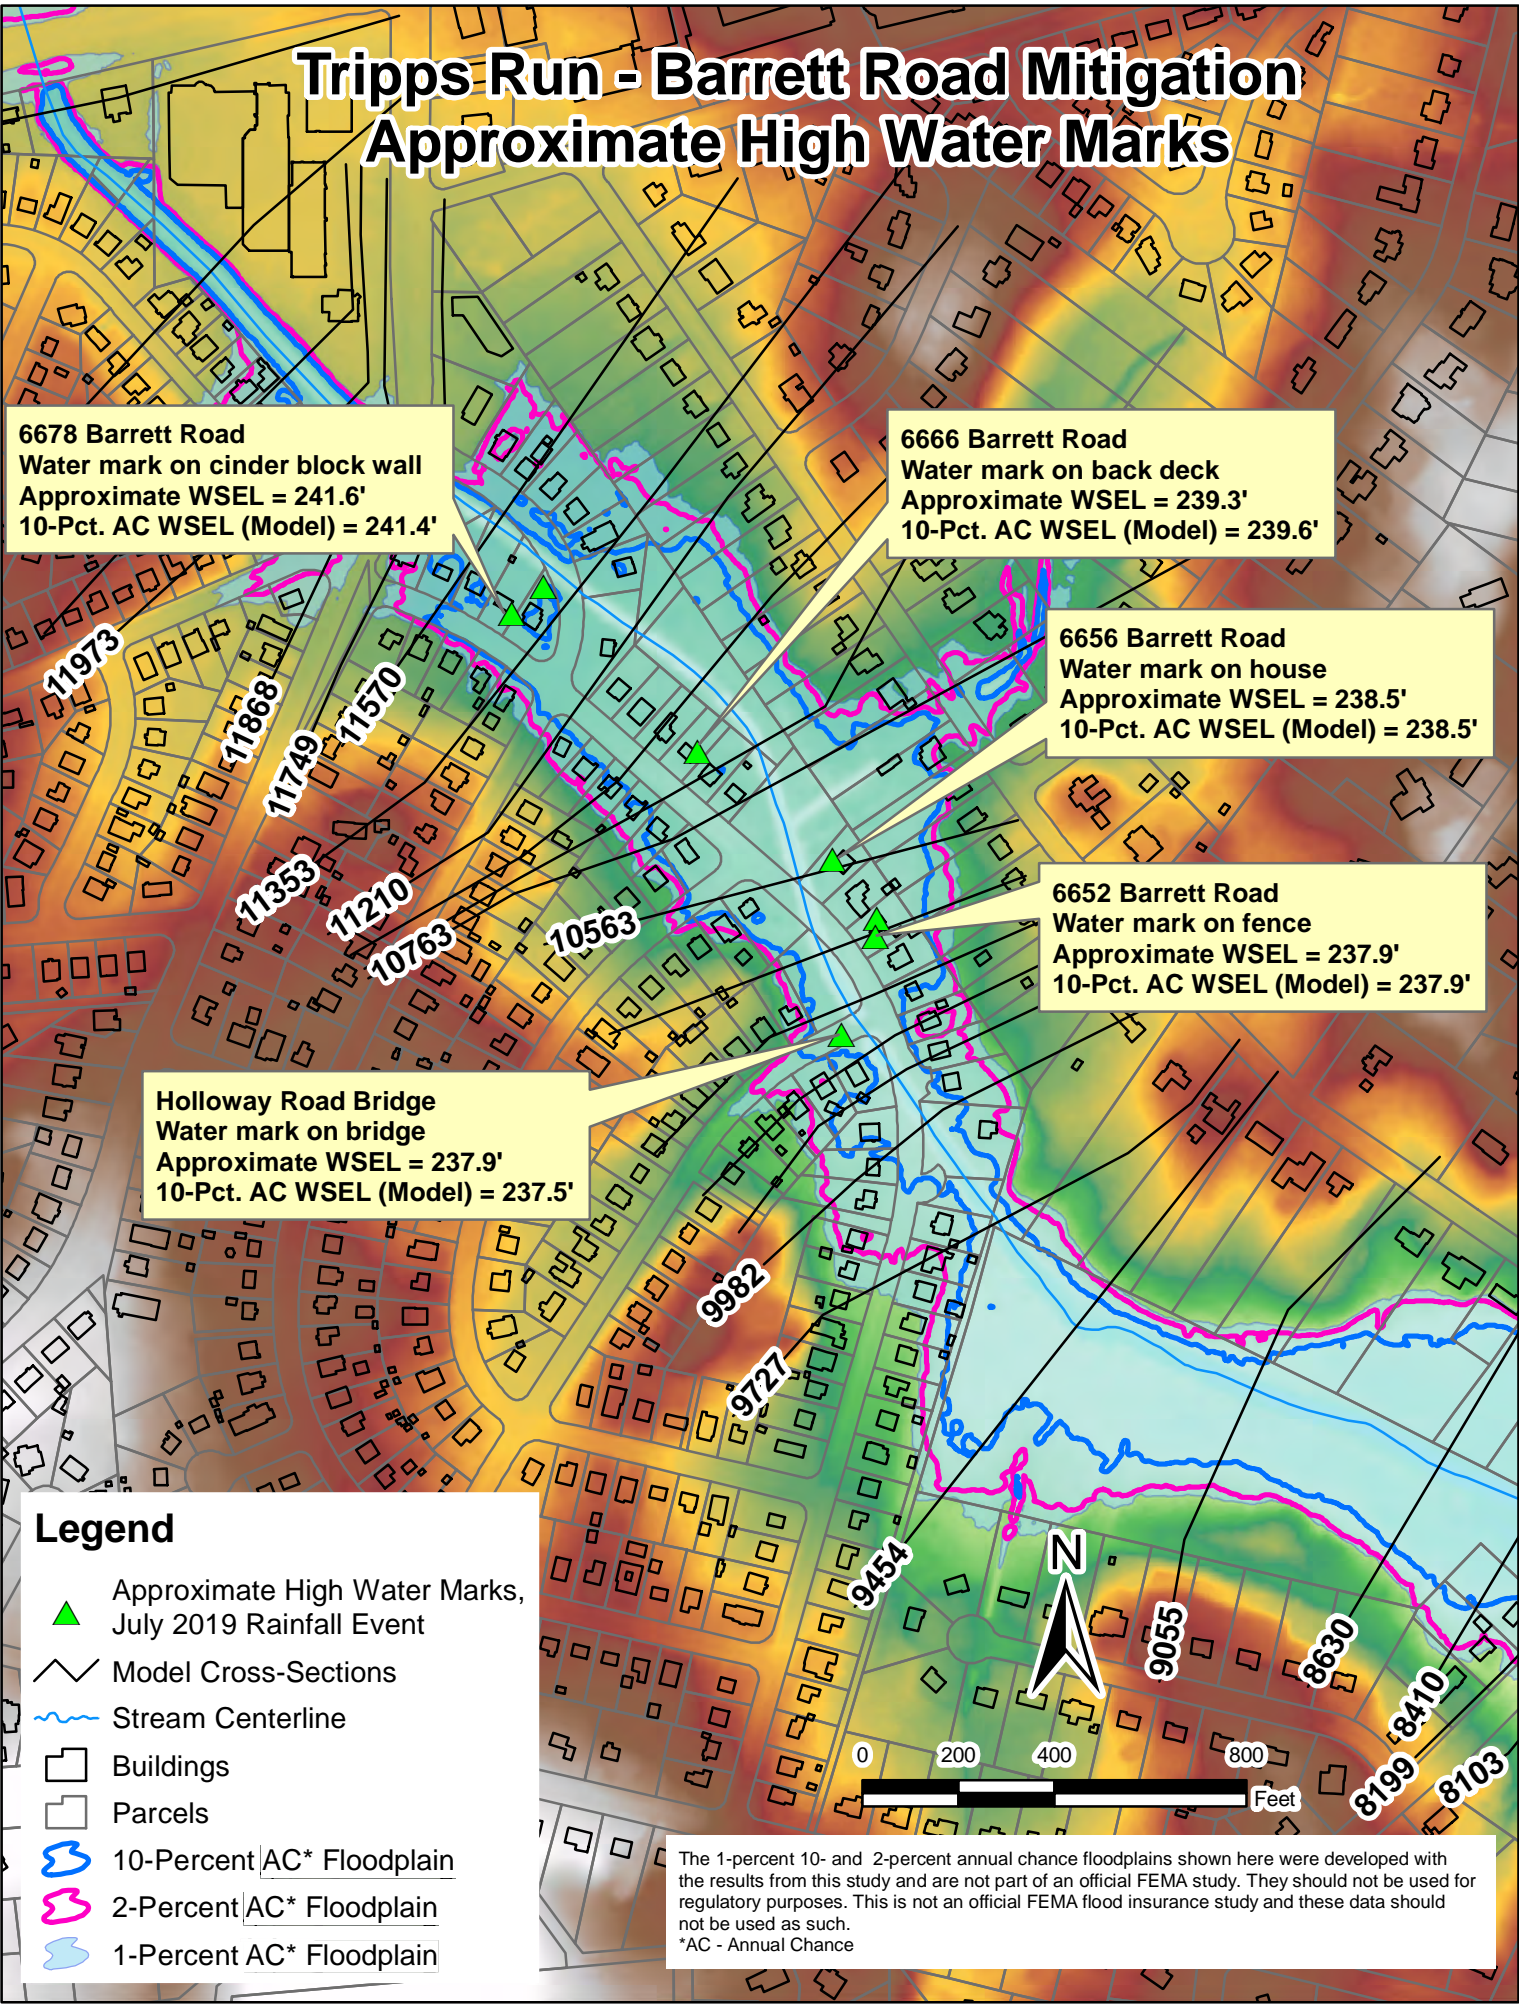 Tripps Run - Barrett Road Mitigation
Approximate High Water Marks
6678 Barrett Road
Water mark on cinder block wall
Approximate WSEL = 241.6'
10-Pct. AC WSEL (Model) = 241.4'
6666 Barrett Road
Water mark on back deck
Approximate WSEL = 239.3'
10-Pct. AC WSEL (Model) = 239.6'
6656 Barrett Road
Water mark on house
Approximate WSEL = 238.5'
10-Pct. AC WSEL (Model) = 238.5'
6652 Barrett Road
Water mark on fence
Approximate WSEL = 237.9'
10-Pct. AC WSEL (Model) = 237.9'
Holloway Road Bridge
Water mark on bridge
Approximate WSEL = 237.9'
10-Pct. AC WSEL (Model) = 237.5'
11973
11868
11749
11570
11353
11210
10763
10563
9982
9727
9454
9055
8630
8410
8199
8103
N
0 200 400 800
Feet
Legend
Approximate High Water Marks,
July 2019 Rainfall Event
Model Cross-Sections
Stream Centerline
Buildings
Parcels
10-Percent AC* Floodplain
2-Percent AC* Floodplain
1-Percent AC* Floodplain
The 1-percent 10- and 2-percent annual chance floodplains shown here were developed with
the results from this study and are not part of an official FEMA study. They should not be used for
regulatory purposes. This is not an official FEMA flood insurance study and these data should
not be used as such.
*AC - Annual Chance